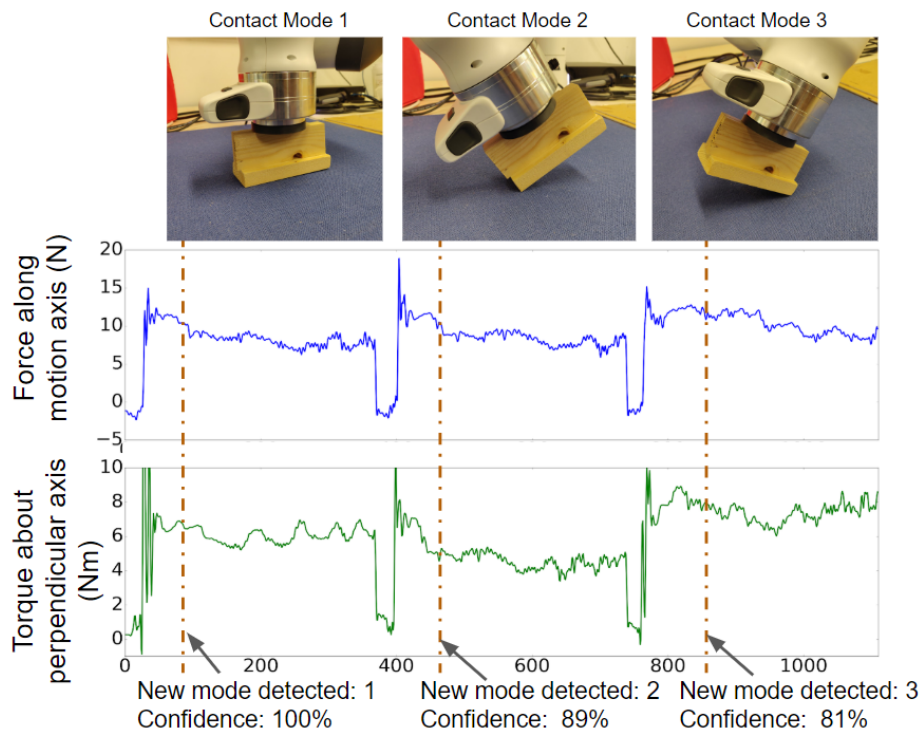 Contact Mode 1
Contact Mode 2
Contact Mode 3
Force along
motion axis (N)
20
15
10
5
0
−5
Torque about
perpendicular axis
(Nm)
10
8
6
4
2
0
0
200
400
600
800
1000
New mode detected: 1
Confidence: 100%
New mode detected: 2
Confidence: 89%
New mode detected: 3
Confidence: 81%